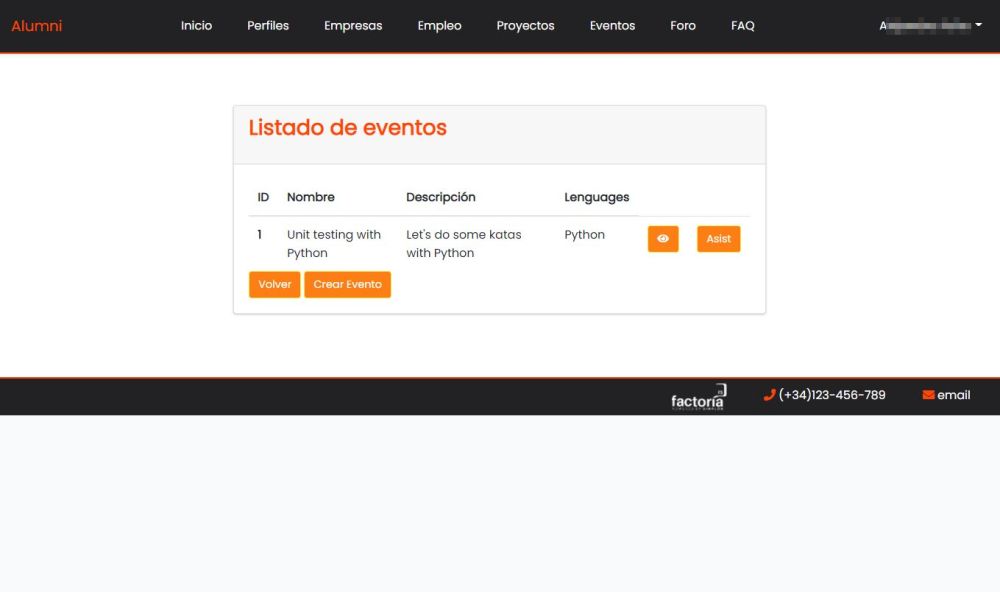 Alumni Inicio Perfiles Empresas Empleo Proyectos Eventos Foro FAQ
Listado de eventos
ID Nombre Descripción Lenguages
1 Unit testing with Python Let's do some katas with Python Python Asist
Volver Crear Evento
factoría (+34)123-456-789 email